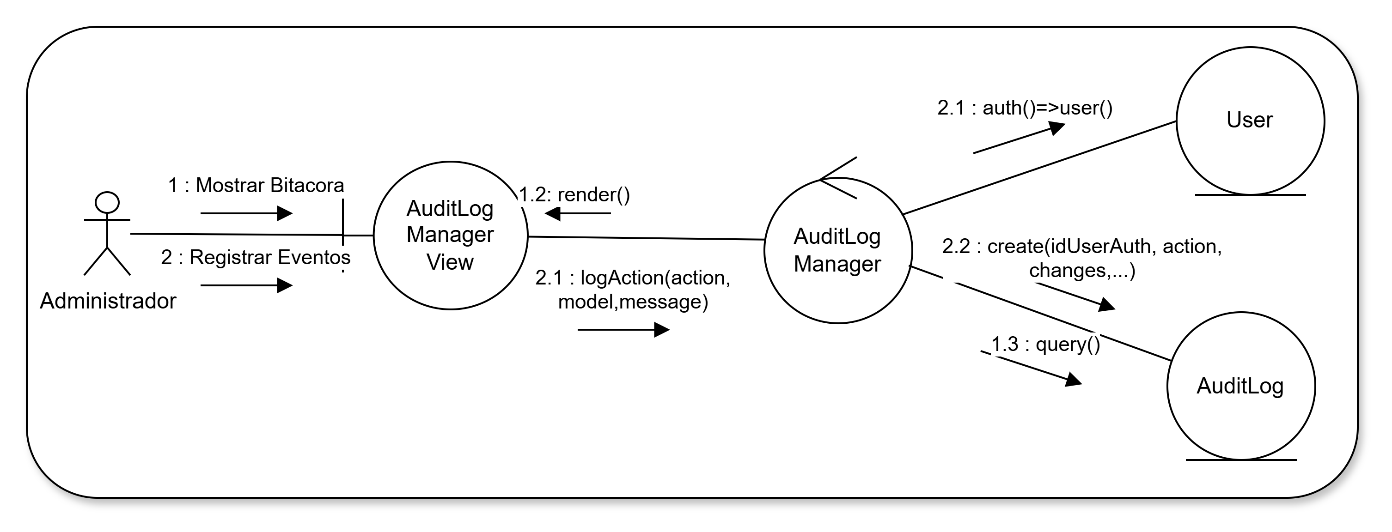 1 : Mostrar Bitacora
2 : Registrar Eventos
Administrador
AuditLog
Manager
View
1.2: render()
2.1 : logAction(action,
model,message)
AuditLog
Manager
2.1 : auth()=>user()
User
2.2 : create(idUserAuth, action,
changes,...)
1.3 : query()
AuditLog